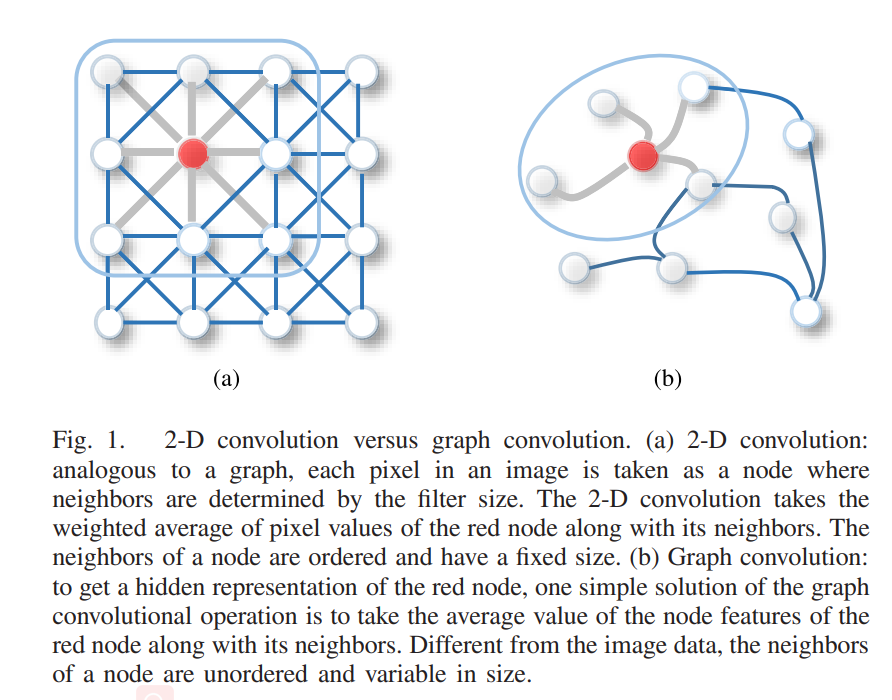 (a)
(b)
Fig. 1. 2-D convolution versus graph convolution. (a) 2-D convolution:
analogous to a graph, each pixel in an image is taken as a node where
neighbors are determined by the filter size. The 2-D convolution takes the
weighted average of pixel values of the red node along with its neighbors. The
neighbors of a node are ordered and have a fixed size. (b) Graph convolution:
to get a hidden representation of the red node, one simple solution of the graph
convolutional operation is to take the average value of the node features of the
red node along with its neighbors. Different from the image data, the neighbors
of a node are unordered and variable in size.